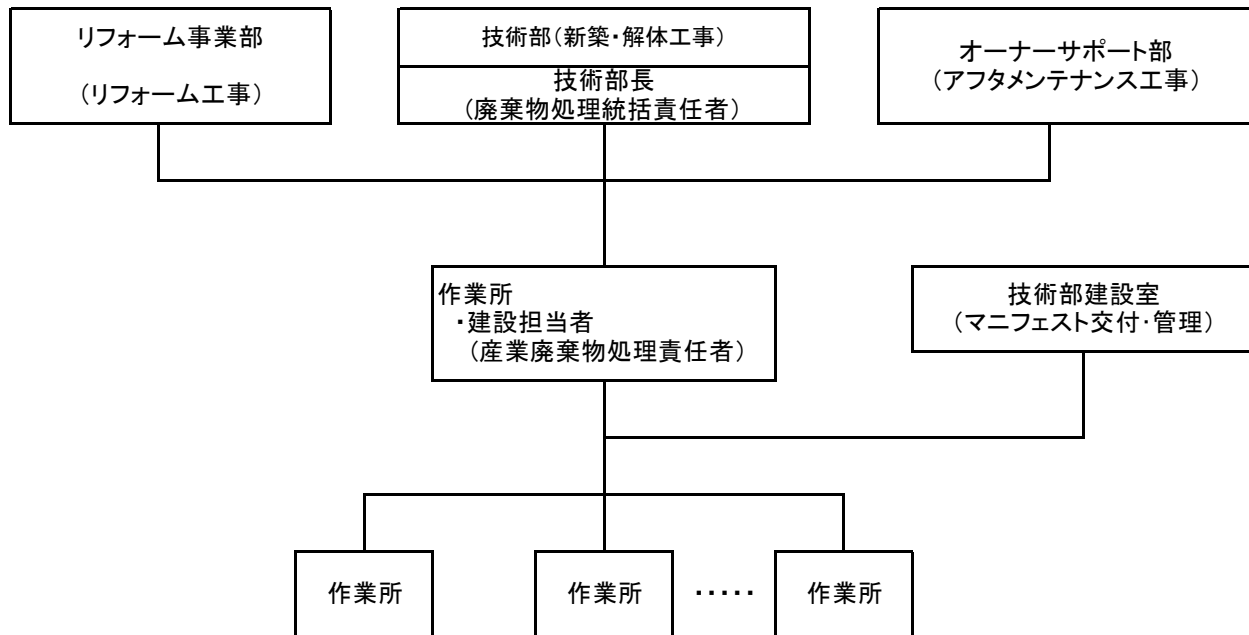 リフォーム事業部
(リフォーム工事)
技術部(新築・解体工事)
技術部長
(廃棄物処理統括責任者)
オーナーサポート部
(アフタメンテナンス工事)
作業所
・建設担当者
(産業廃棄物処理責任者)
技術部建設室
(マニフェスト交付・管理)
作業所
作業所
・・・・・
作業所